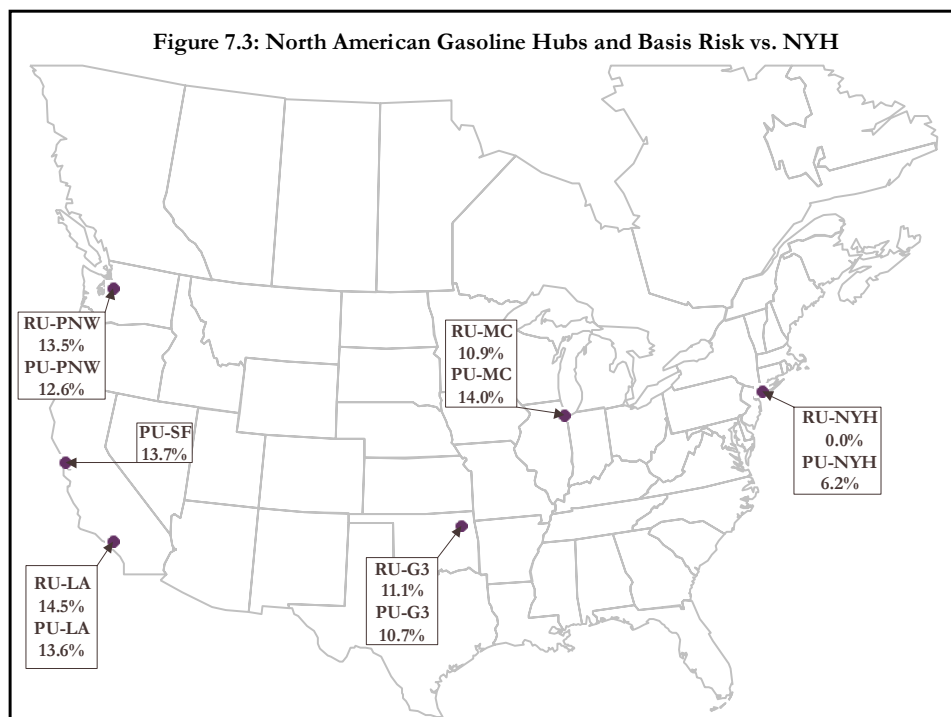 Figure 7.3: North American Gasoline Hubs and Basis Risk vs. NYH
RU-PNW
13.5%
PU-PNW
12.6%
RU-MC
10.9%
PU-MC
14.0%
RU-NYH
0.0%
PU-NYH
6.2%
PU-SF
13.7%
RU-LA
14.5%
PU-LA
13.6%
RU-G3
11.1%
PU-G3
10.7%